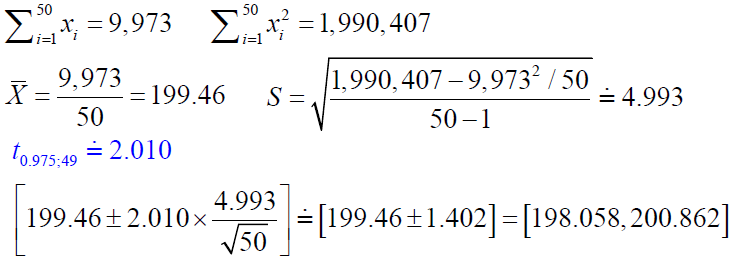 ∑_{i=1}^{50} x_i = 9,973   ∑_{i=1}^{50} x_i^2 = 1,990,407
X̄ = 9,973/50 = 199.46   S = √((1,990,407 − 9,973^2 / 50)/(50 − 1)) ≐ 4.993
t_{0.975;49} ≐ 2.010
[199.46 ± 2.010 × 4.993/√50] ≐ [199.46 ± 1.402] = [198.058, 200.862]